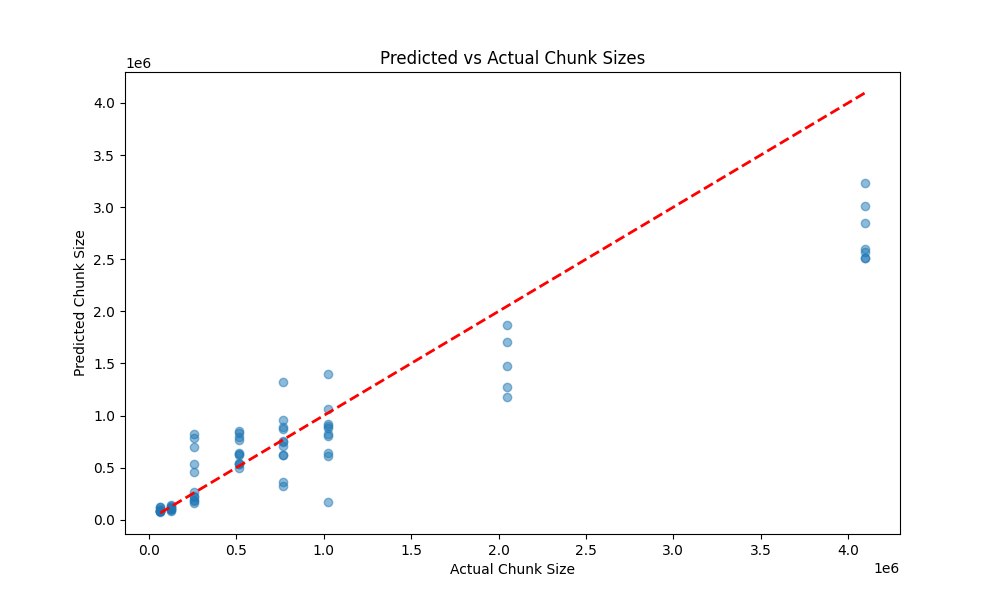 Predicted vs Actual Chunk Sizes
1e6
4.0
3.5
3.0
2.5
2.0
1.5
1.0
0.5
0.0
Predicted Chunk Size
0.0 0.5 1.0 1.5 2.0 2.5 3.0 3.5 4.0
Actual Chunk Size
1e6